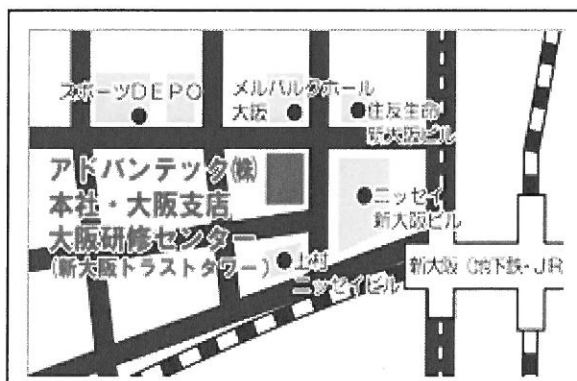 スポーツDEPO
メルパルクホール
大阪
住友生命
新大阪ビル
アドバンテック㈱
本社・大阪支店
大阪研修センター
(新大阪トラストタワー)
ニッセイ
新大阪ビル
上村
ニッセイビル
新大阪(地下鉄・JR